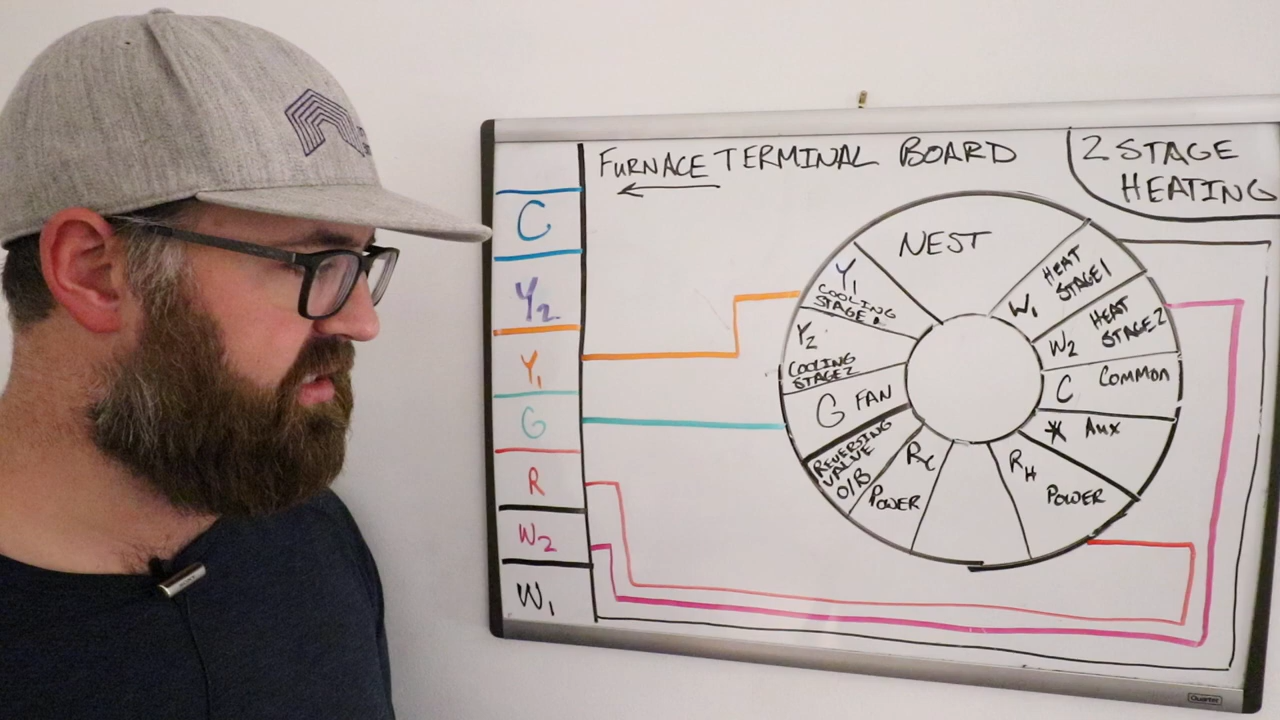 FURNACE TERMINAL BOARD
2 STAGE
HEATING
C
Y2
Y1
G
R
W2
W1
NEST
W1
HEAT
STAGE 1
W2
HEAT
STAGE 2
C COMMON
* AUX
RH
POWER
RC
POWER
REVERSING
VALVE
O/B
G FAN
Y2
COOLING
STAGE 2
Y1
COOLING
STAGE 1
Quartet